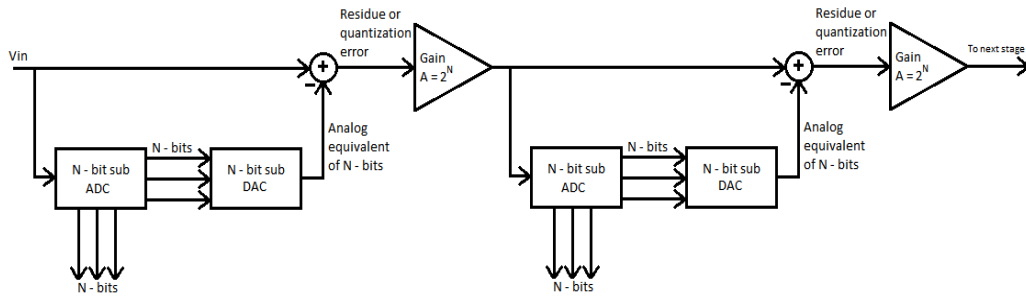 Vin
Residue or
quantization
error
Gain
A = 2^N
Analog
equivalent
of N - bits
N - bits
N - bit sub
ADC
N - bit sub
DAC
N - bits
Residue or
quantization
error
Gain
A = 2^N
To next stage
Analog
equivalent
of N - bits
N - bits
N - bit sub
ADC
N - bit sub
DAC
N - bits